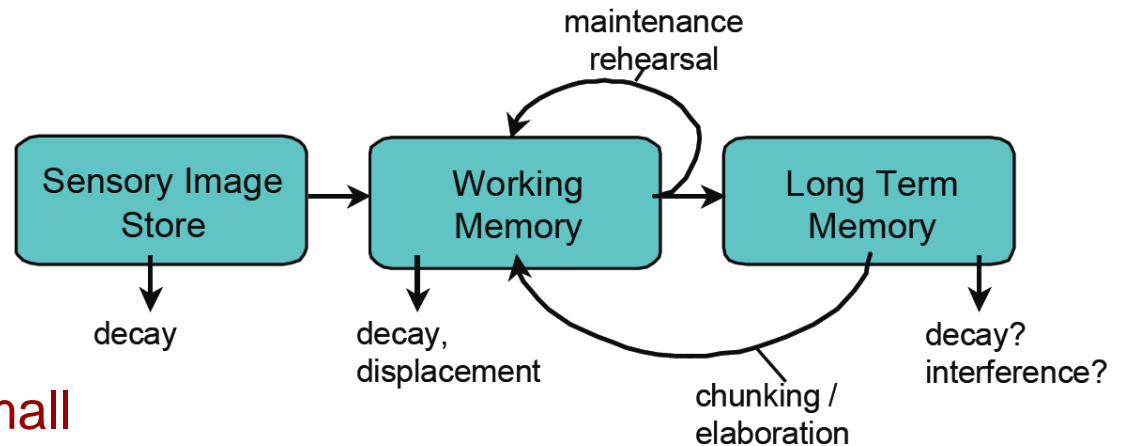 maintenance
rehearsal
Sensory Image
Store
Working
Memory
Long Term
Memory
decay
decay,
displacement
decay?
interference?
chunking /
elaboration